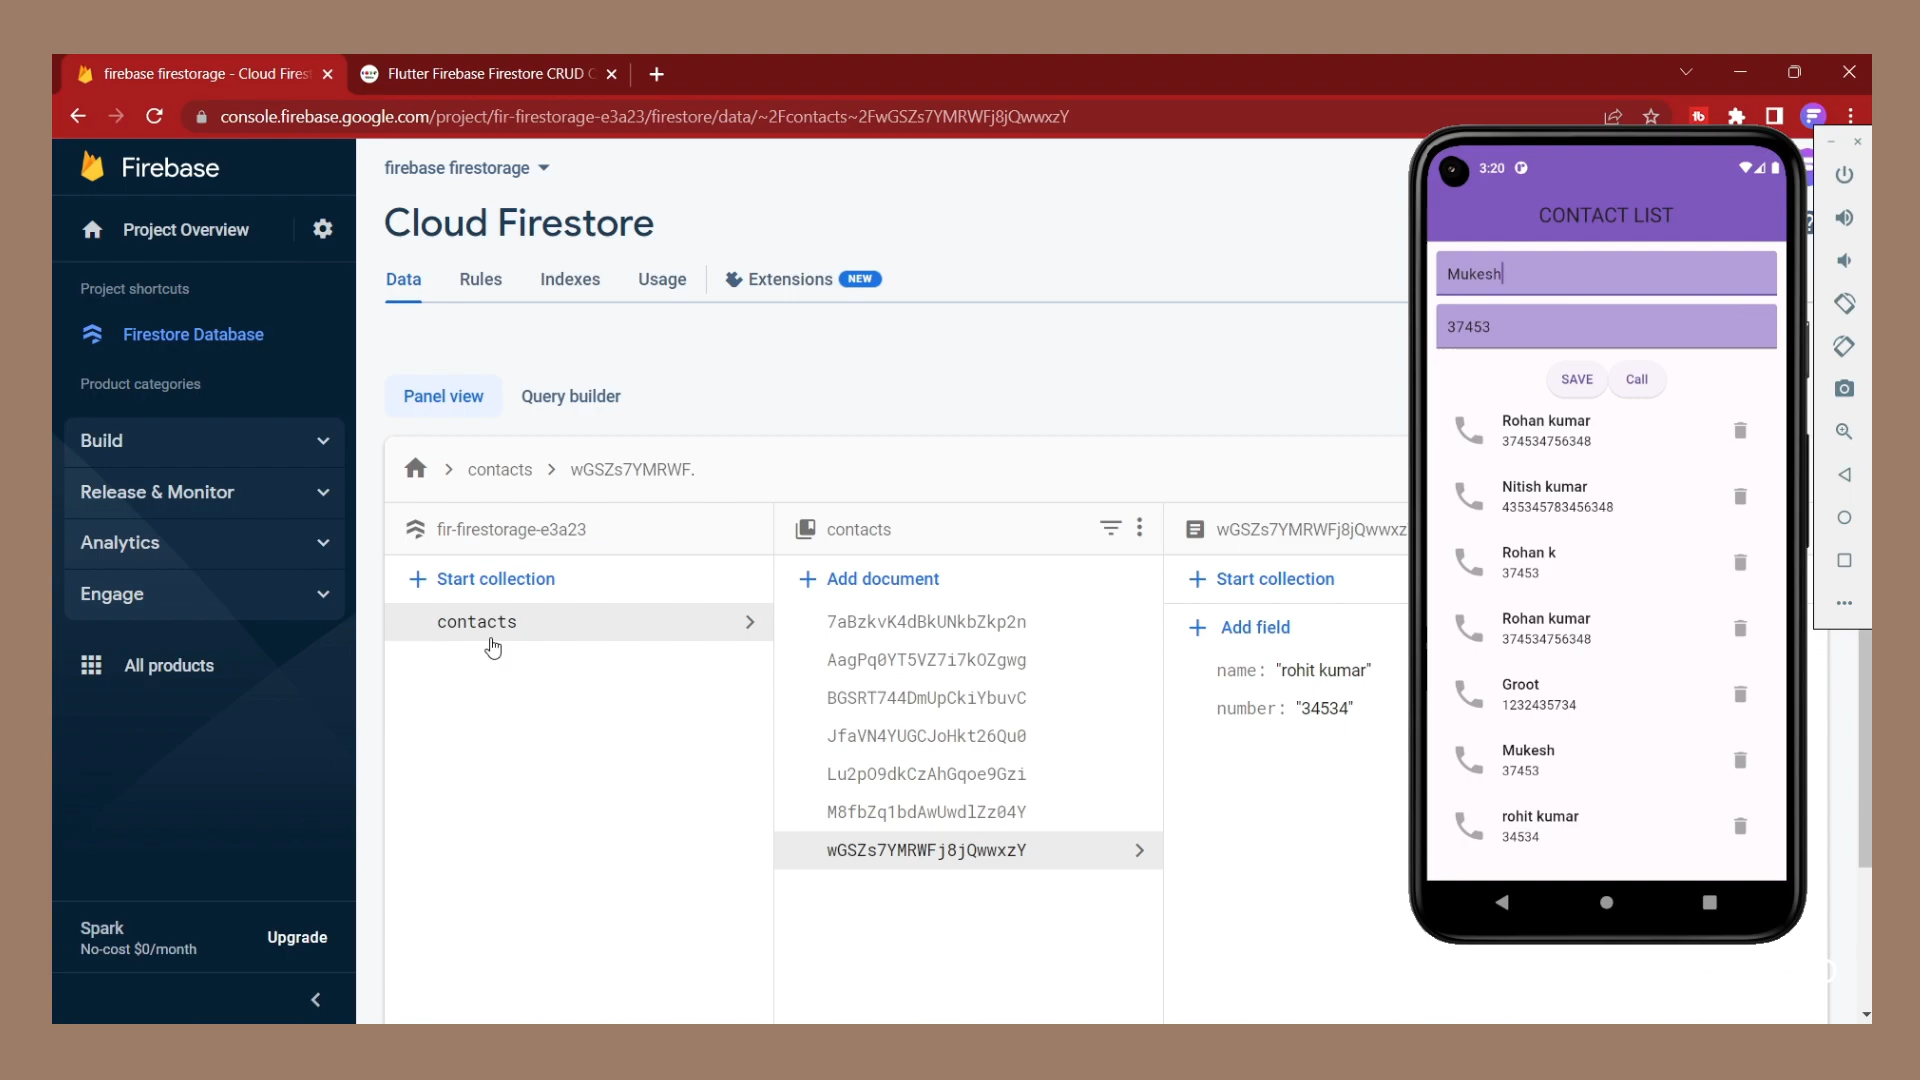 firebase firestorage - Cloud Fires
Flutter Firebase Firestore CRUD
console.firebase.google.com/project/fir-firestorage-e3a23/firestore/data/~2Fcontacts~2FwGSZs7YMRWFj8jQwwxzY
Firebase
Project Overview
Project shortcuts
Firestore Database
Product categories
Build
Release & Monitor
Analytics
Engage
All products
Spark
No-cost $0/month
Upgrade
firebase firestorage
Cloud Firestore
Data
Rules
Indexes
Usage
Extensions
NEW
Panel view
Query builder
contacts
wGSZs7YMRWF.
fir-firestorage-e3a23
Start collection
contacts
contacts
Add document
7aBzkvK4dBkUNkbZkp2n
AagPq0YT5VZ7i7kOZgwg
BGSRT744DmUpCkiYbuvC
JfaVN4YUGCJoHkt26Qu0
Lu2pO9dkCzAhGqoe9Gzi
M8fbZq1bdAwUwdlZz04Y
wGSZs7YMRWFj8jQwwxzY
wGSZs7YMRWFj8jQwwxz
Start collection
Add field
name: "rohit kumar"
number: "34534"
3:20
CONTACT LIST
Mukesh
37453
SAVE
Call
Rohan kumar
374534756348
Nitish kumar
435345783456348
Rohan k
37453
Rohan kumar
374534756348
Groot
1232435734
Mukesh
37453
rohit kumar
34534